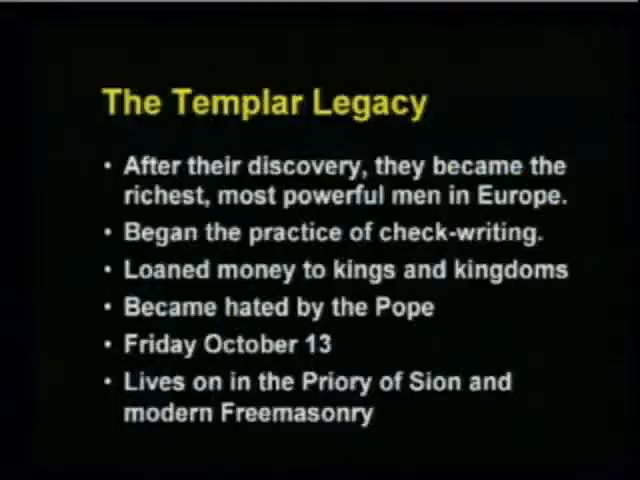 The Templar Legacy
• After their discovery, they became the
richest, most powerful men in Europe.
• Began the practice of check-writing.
• Loaned money to kings and kingdoms
• Became hated by the Pope
• Friday October 13
• Lives on in the Priory of Sion and
modern Freemasonry